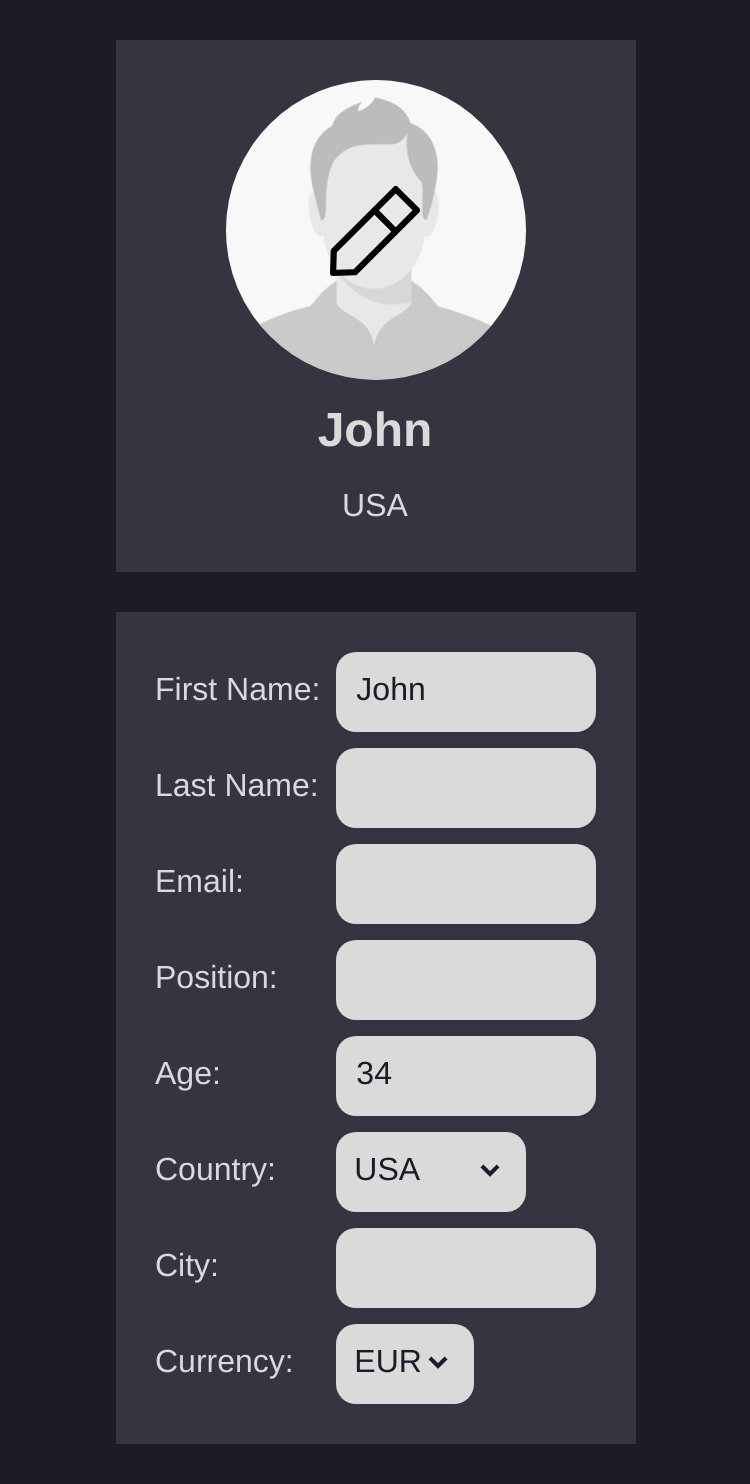 John
USA
First Name: John
Last Name:
Email:
Position:
Age: 34
Country: USA
City:
Currency: EUR